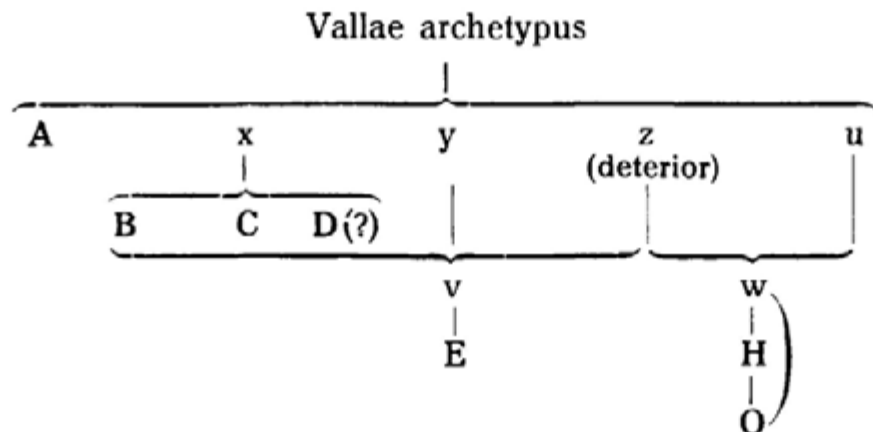 Vallae archetypus
A x y z u
(deterior)
B C D(?)
v w
E H
O